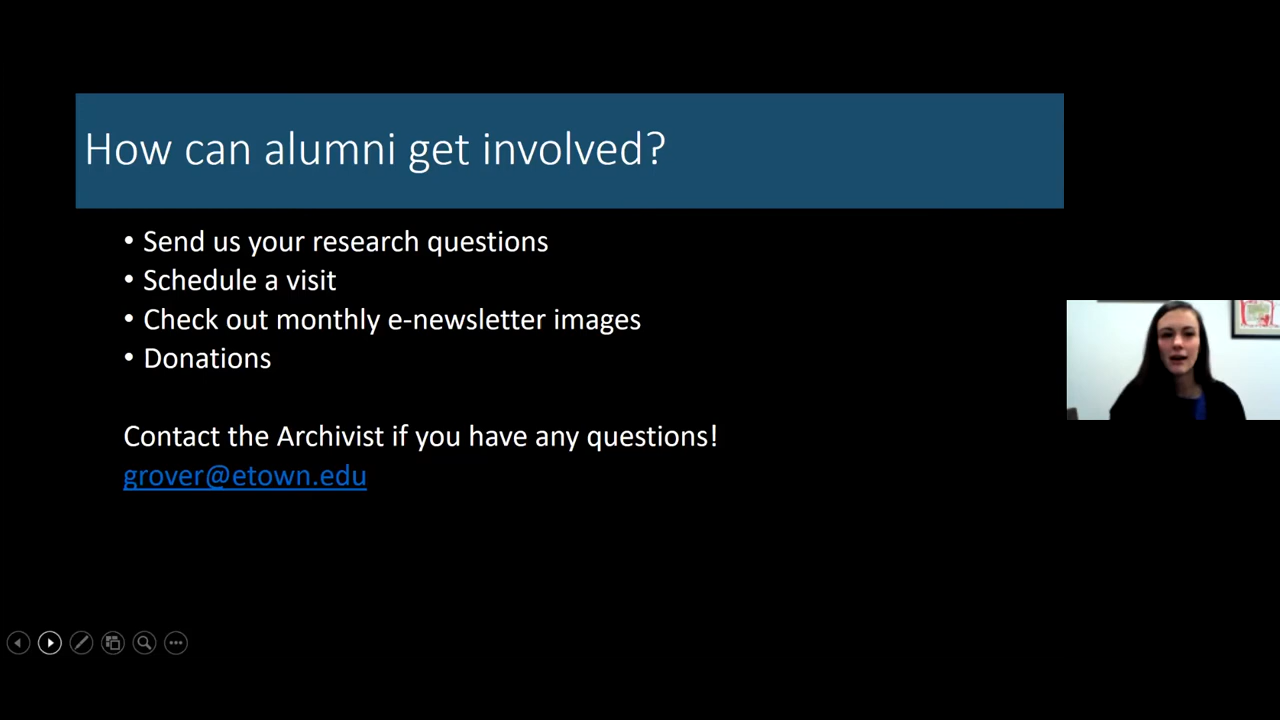 How can alumni get involved?
• Send us your research questions
• Schedule a visit
• Check out monthly e-newsletter images
• Donations
Contact the Archivist if you have any questions!
grover@etown.edu